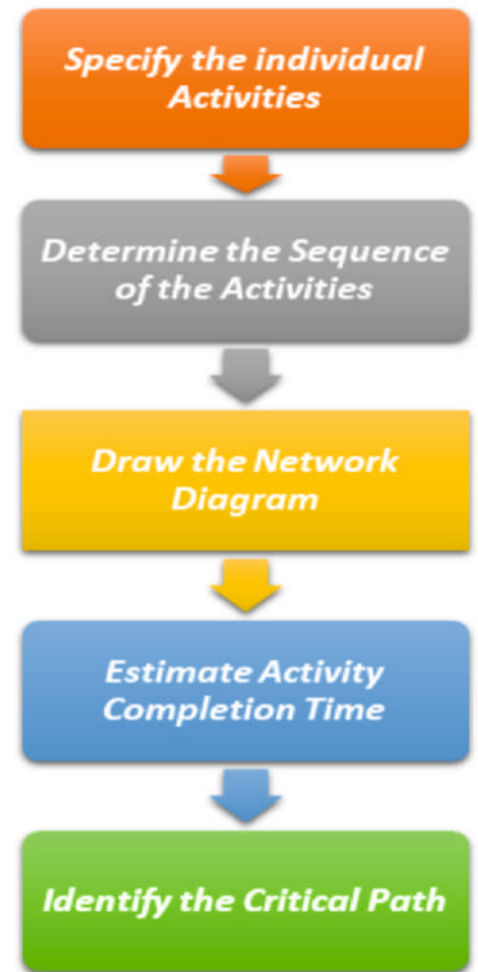 Specify the individual
Activities
Determine the Sequence
of the Activities
Draw the Network
Diagram
Estimate Activity
Completion Time
Identify the Critical Path